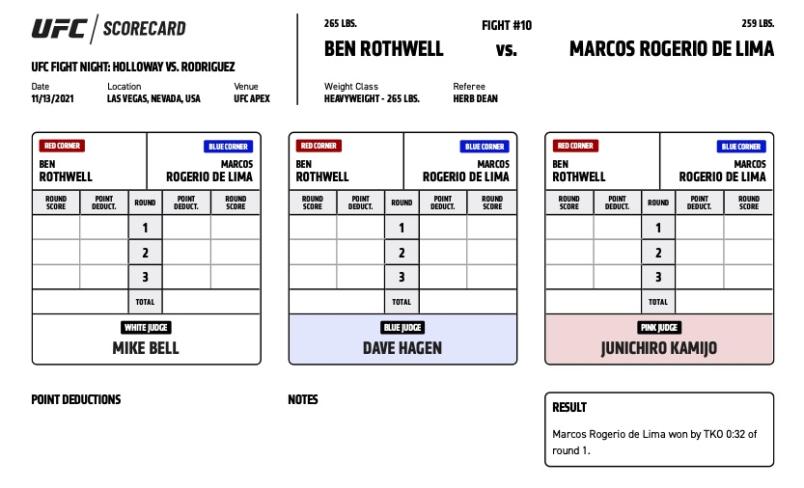 UFC SCORECARD
UFC FIGHT NIGHT: HOLLOWAY VS. RODRIGUEZ
Date Location Venue
11/13/2021 LAS VEGAS, NEVADA, USA UFC APEX
265 LBS. FIGHT #10 259 LBS.
BEN ROTHWELL VS. MARCOS ROGERIO DE LIMA
Weight Class Referee
HEAVYWEIGHT - 265 LBS. HERB DEAN
RED CORNER BLUE CORNER
BEN MARCOS
ROTHWELL ROGERIO DE LIMA
ROUND POINT ROUND POINT ROUND
SCORE DEDUCT. DEDUCT. SCORE
1
2
3
TOTAL
WHITE JUDGE
MIKE BELL
RED CORNER BLUE CORNER
BEN MARCOS
ROTHWELL ROGERIO DE LIMA
ROUND POINT ROUND POINT ROUND
SCORE DEDUCT. DEDUCT. SCORE
1
2
3
TOTAL
BLUE JUDGE
DAVE HAGEN
RED CORNER BLUE CORNER
BEN MARCOS
ROTHWELL ROGERIO DE LIMA
ROUND POINT ROUND POINT ROUND
SCORE DEDUCT. DEDUCT. SCORE
1
2
3
TOTAL
PINK JUDGE
JUNICHIRO KAMIJO
POINT DEDUCTIONS
NOTES
RESULT
Marcos Rogerio de Lima won by TKO 0:32 of
round 1.